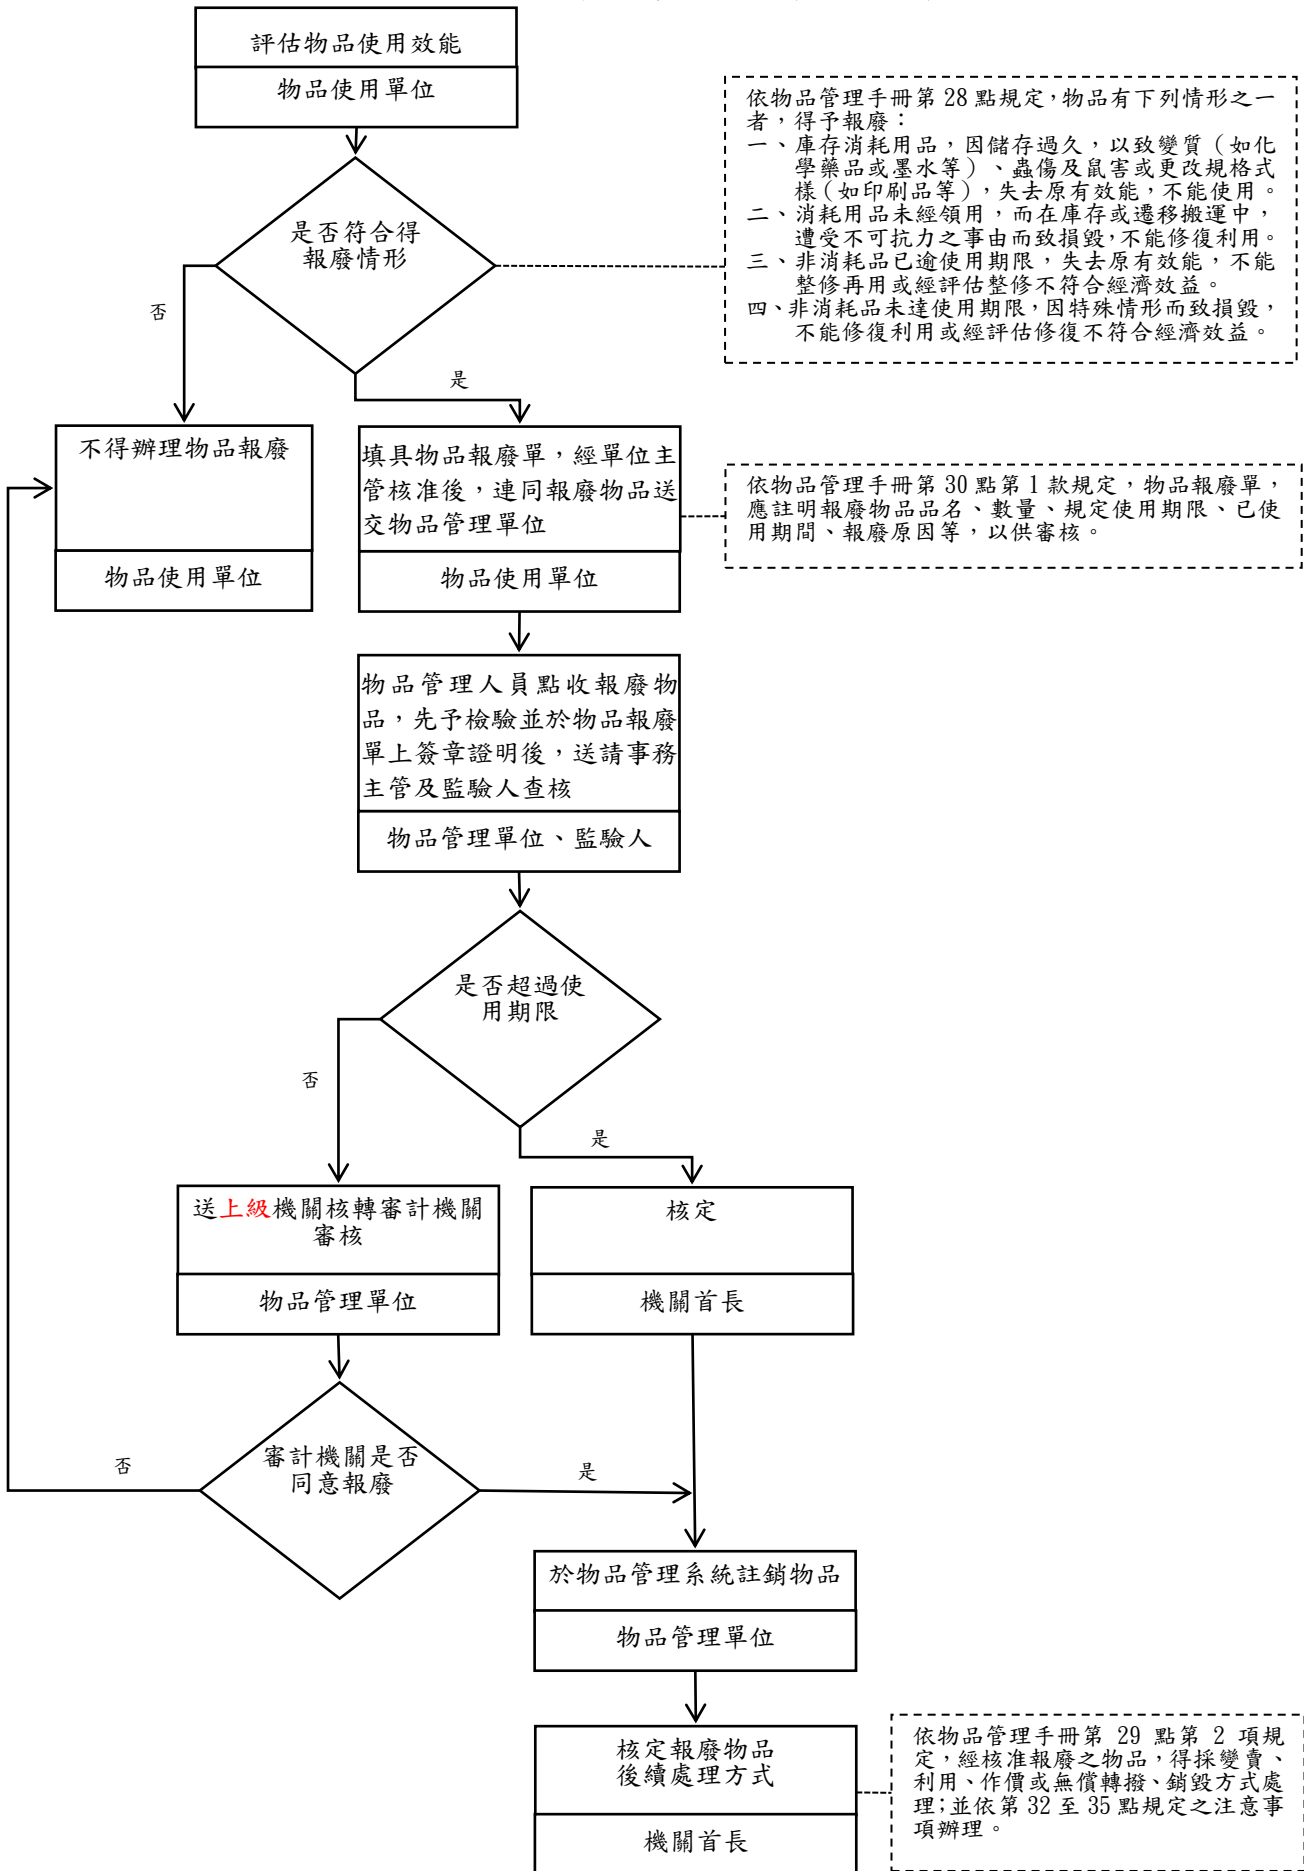 評估物品使用效能
物品使用單位
依物品管理手冊第 28 點規定，物品有下列情形之一
者，得予報廢：
一、庫存消耗用品，因儲存過久，以致變質（如化
學藥品或墨水等）、蟲傷及鼠害或更改規格式
樣（如印刷品等），失去原有效能，不能使用。
二、消耗用品未經領用，而在庫存或遷移搬運中，
遭受不可抗力之事由而致損毀，不能修復利用。
三、非消耗品已逾使用期限，失去原有效能，不能
整修再用或經評估整修不符合經濟效益。
四、非消耗品未達使用期限，因特殊情形而致損毀，
不能修復利用或經評估修復不符合經濟效益。
是否符合得
報廢情形
否
是
不得辦理物品報廢
物品使用單位
填具物品報廢單，經單位主
管核准後，連同報廢物品送
交物品管理單位
物品使用單位
依物品管理手冊第 30 點第 1 款規定，物品報廢單，
應註明報廢物品品名、數量、規定使用期限、已使
用期間、報廢原因等，以供審核。
物品管理人員點收報廢物
品，先予檢驗並於物品報廢
單上簽章證明後，送請事務
主管及監驗人查核
物品管理單位、監驗人
是否超過使
用期限
否
是
送上級機關核轉審計機關
審核
物品管理單位
核定
機關首長
審計機關是否
同意報廢
否
是
於物品管理系統註銷物品
物品管理單位
核定報廢物品
後續處理方式
機關首長
依物品管理手冊第 29 點第 2 項規
定，經核准報廢之物品，得採變賣、
利用、作價或無償轉撥、銷毀方式處
理；並依第 32 至 35 點規定之注意事
項辦理。